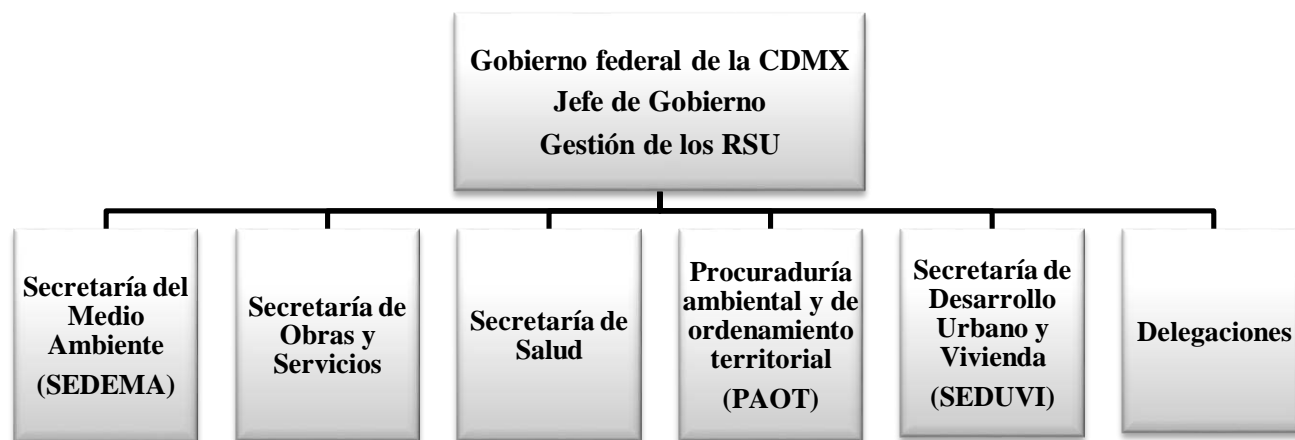 Gobierno federal de la CDMX
Jefe de Gobierno
Gestión de los RSU
Secretaría del
Medio
Ambiente
(SEDEMA)
Secretaría de
Obras y
Servicios
Secretaría de
Salud
Procuraduría
ambiental y de
ordenamiento
territorial
(PAOT)
Secretaría de
Desarrollo
Urbano y
Vivienda
(SEDUVI)
Delegaciones